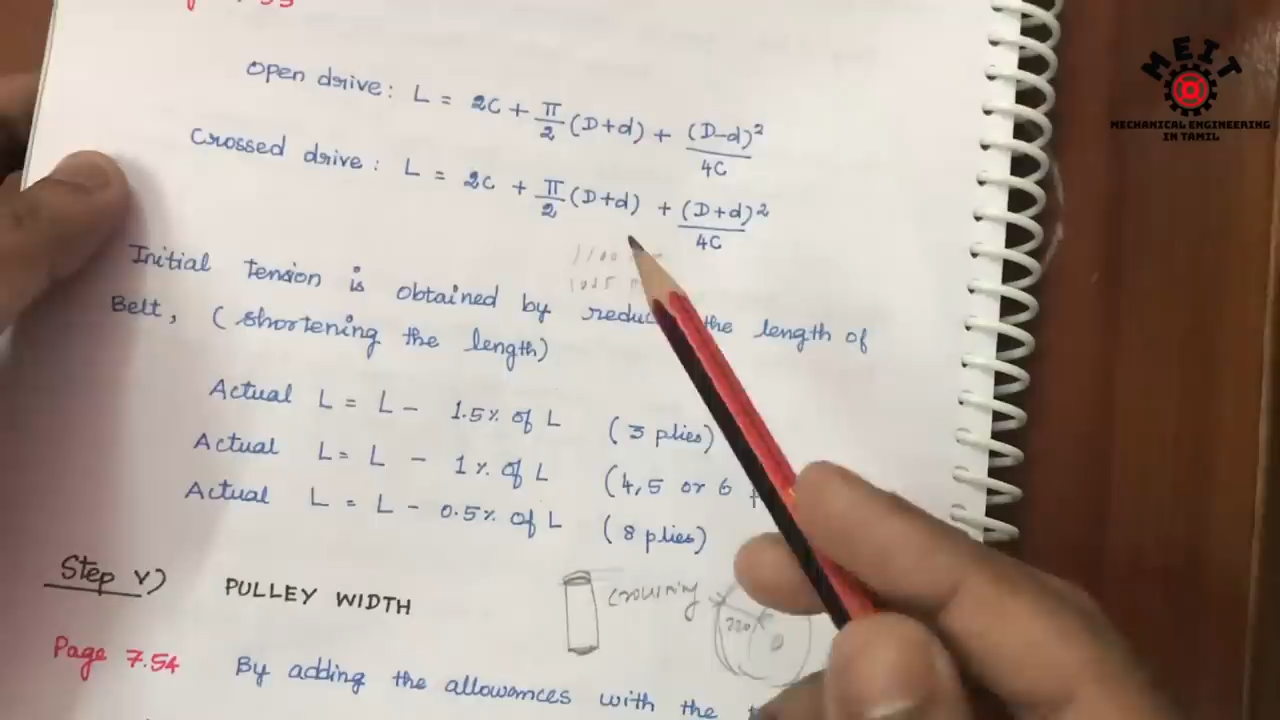 Open drive: L = 2C + π/2 (D+d) + (D-d)²/4C
Crossed drive: L = 2C + π/2 (D+d) + (D+d)²/4C
Initial Tension is obtained by the length of
Belt, (shortening the length)
Actual L = L - 1.5% of L (3 plies)
Actual L = L - 1% of L (4,5 or 6
Actual L = L - 0.5% of L (8 plies)
Step V) PULLEY WIDTH
crowning
220
D
Page 7.54 By adding the allowances with the
MEIT
MECHANICAL ENGINEERING
IN TAMIL